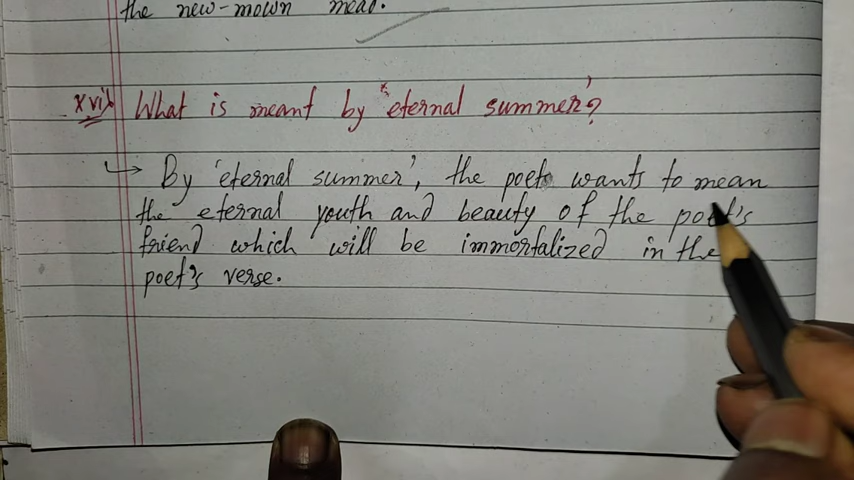 the new-mown mead.
xvi) What is meant by 'eternal summer'?
By 'eternal summer', the poet wants to mean
the eternal youth and beauty of the poet's
friend which will be immortalized in the
poet's verse.